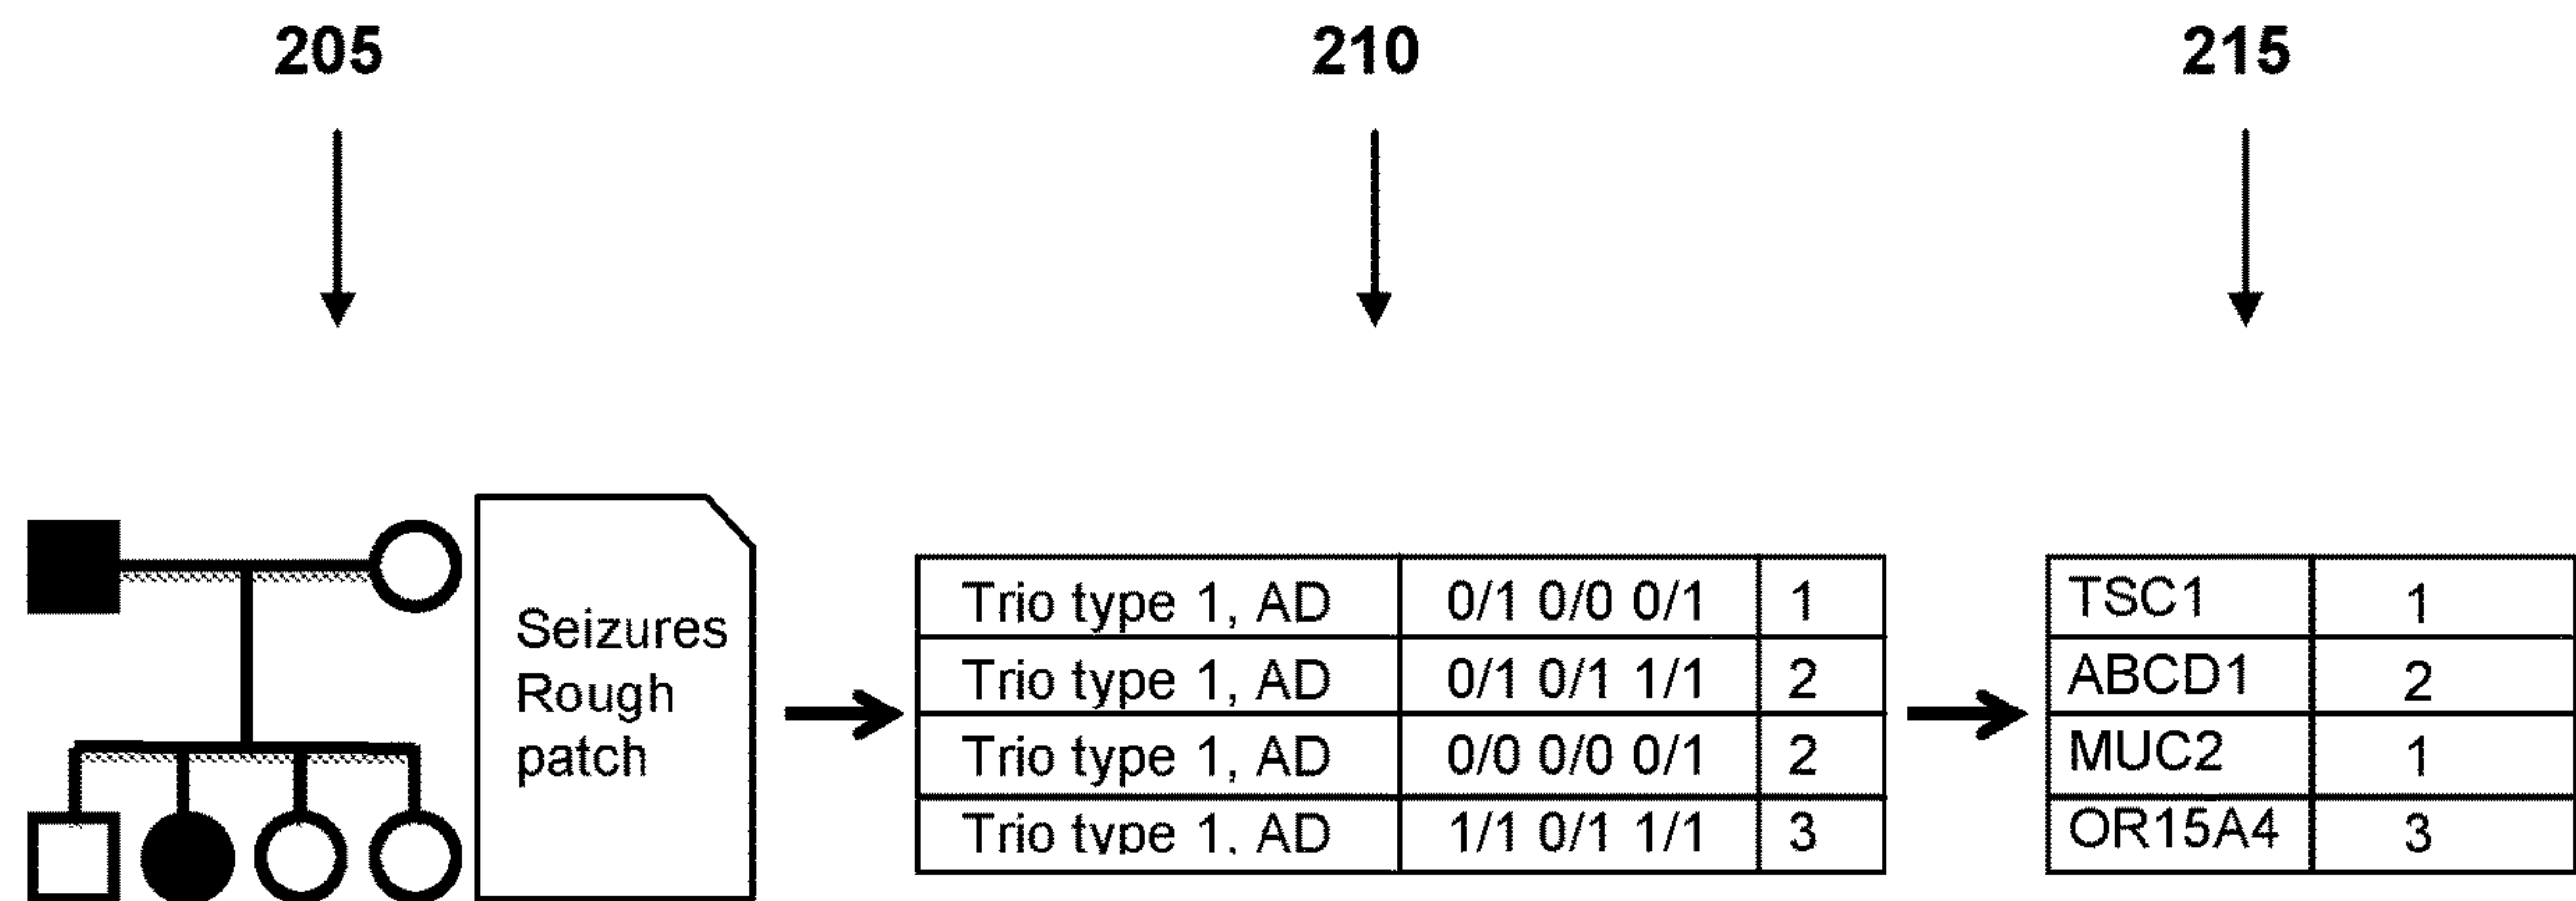 205
210
215
Seizures
Rough
patch
Trio type 1, AD 0/1 0/0 0/1 1
Trio type 1, AD 0/1 0/1 1/1 2
Trio type 1, AD 0/0 0/0 0/1 2
Trio type 1, AD 1/1 0/1 1/1 3
TSC1 1
ABCD1 2
MUC2 1
OR15A4 3